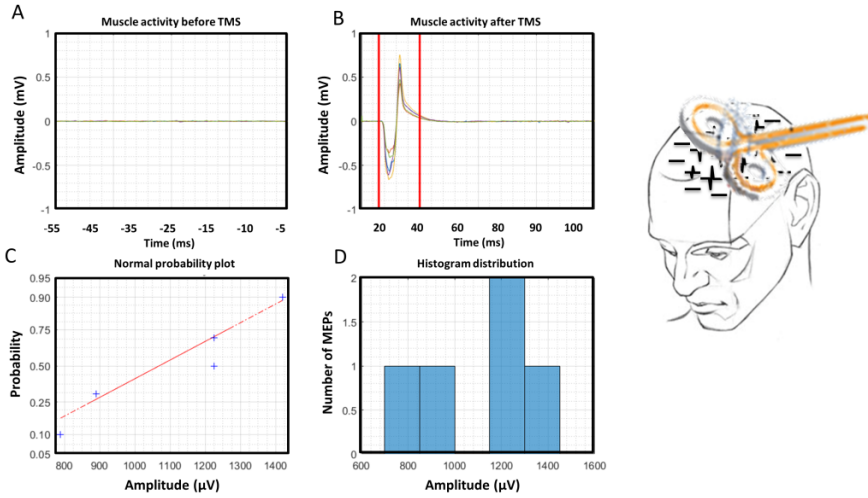 A
Muscle activity before TMS
Amplitude (mV)
1
0.5
0
-0.5
-1
-55 -45 -35 -25 -15 -5
Time (ms)
B
Muscle activity after TMS
Amplitude (mV)
1
0.5
0
-0.5
-1
20 40 60 80 100
Time (ms)
C
Normal probability plot
Probability
0.95
0.90
0.75
0.50
0.25
0.10
0.05
800 900 1000 1100 1200 1300 1400
Amplitude (µV)
D
Histogram distribution
Number of MEPs
2
1.5
1
0.5
0
600 800 1000 1200 1400 1600
Amplitude (µV)